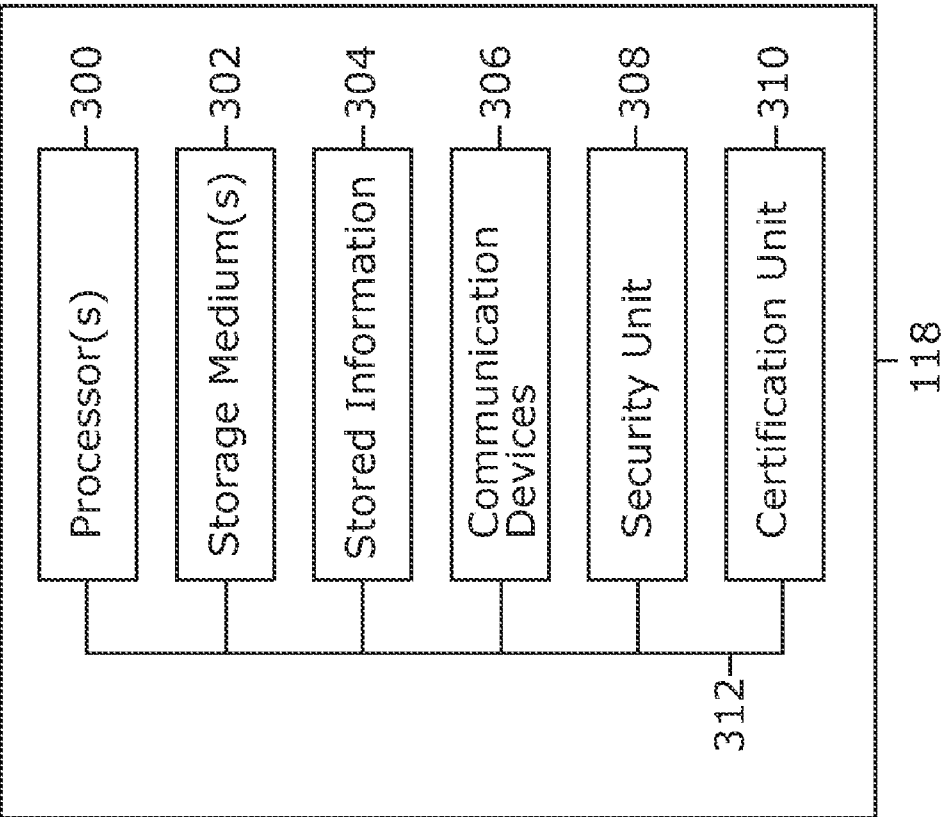 Processor(s)
300
Storage Medium(s)
302
Stored Information
304
Communication
Devices
306
Security Unit
308
Certification Unit
310
312
118